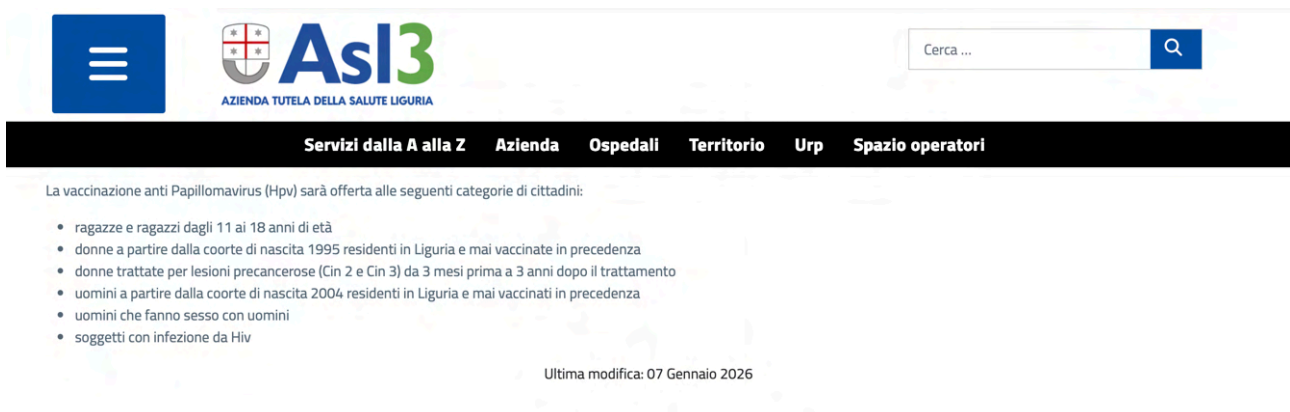 Asl3
AZIENDA TUTELA DELLA SALUTE LIGURIA
Cerca ...
Servizi dalla A alla Z Azienda Ospedali Territorio Urp Spazio operatori
La vaccinazione anti Papillomavirus (Hpv) sarà offerta alle seguenti categorie di cittadini:
• ragazze e ragazzi dagli 11 ai 18 anni di età
• donne a partire dalla coorte di nascita 1995 residenti in Liguria e mai vaccinate in precedenza
• donne trattate per lesioni precancerose (Cin 2 e Cin 3) da 3 mesi prima a 3 anni dopo il trattamento
• uomini a partire dalla coorte di nascita 2004 residenti in Liguria e mai vaccinati in precedenza
• uomini che fanno sesso con uomini
• soggetti con infezione da Hiv
Ultima modifica: 07 Gennaio 2026